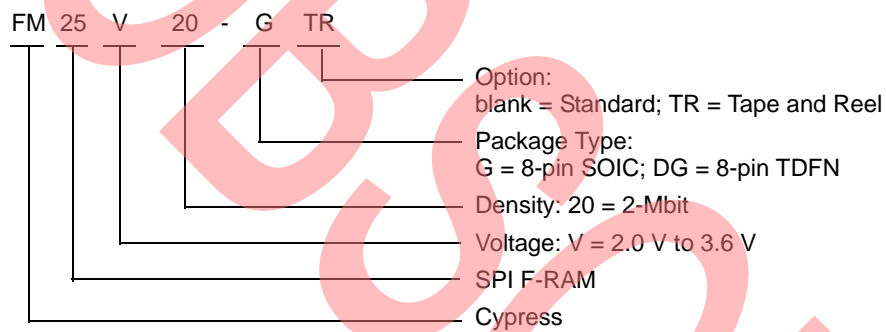 FM 25 V 20 - G TR
Option:
blank = Standard; TR = Tape and Reel
Package Type:
G = 8-pin SOIC; DG = 8-pin TDFN
Density: 20 = 2-Mbit
Voltage: V = 2.0 V to 3.6 V
SPI F-RAM
Cypress